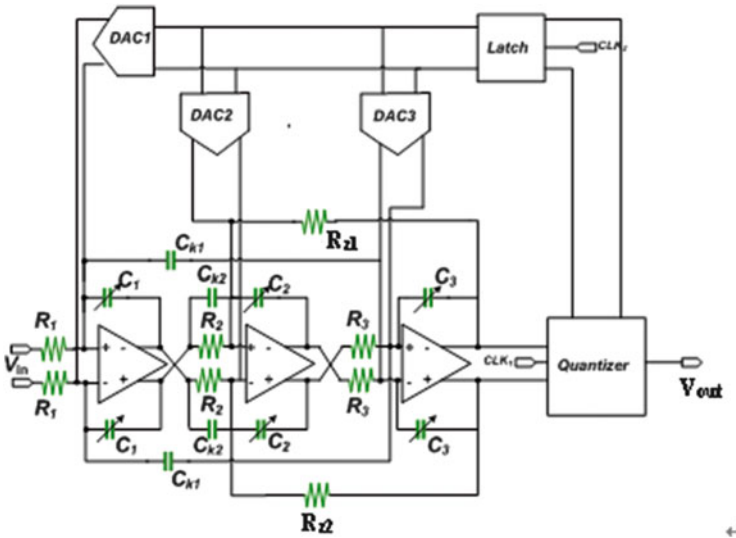 DAC1
Latch
CLK₂
DAC2
DAC3
Rz1
Ck1
C1
Ck2
C2
C3
R1
R2
R3
+ -
+ -
+ -
Vin
CLK₁
Quantizer
Vout
- +
- +
- +
R1
R2
R3
C1
Ck2
C2
C3
Ck1
Rz2